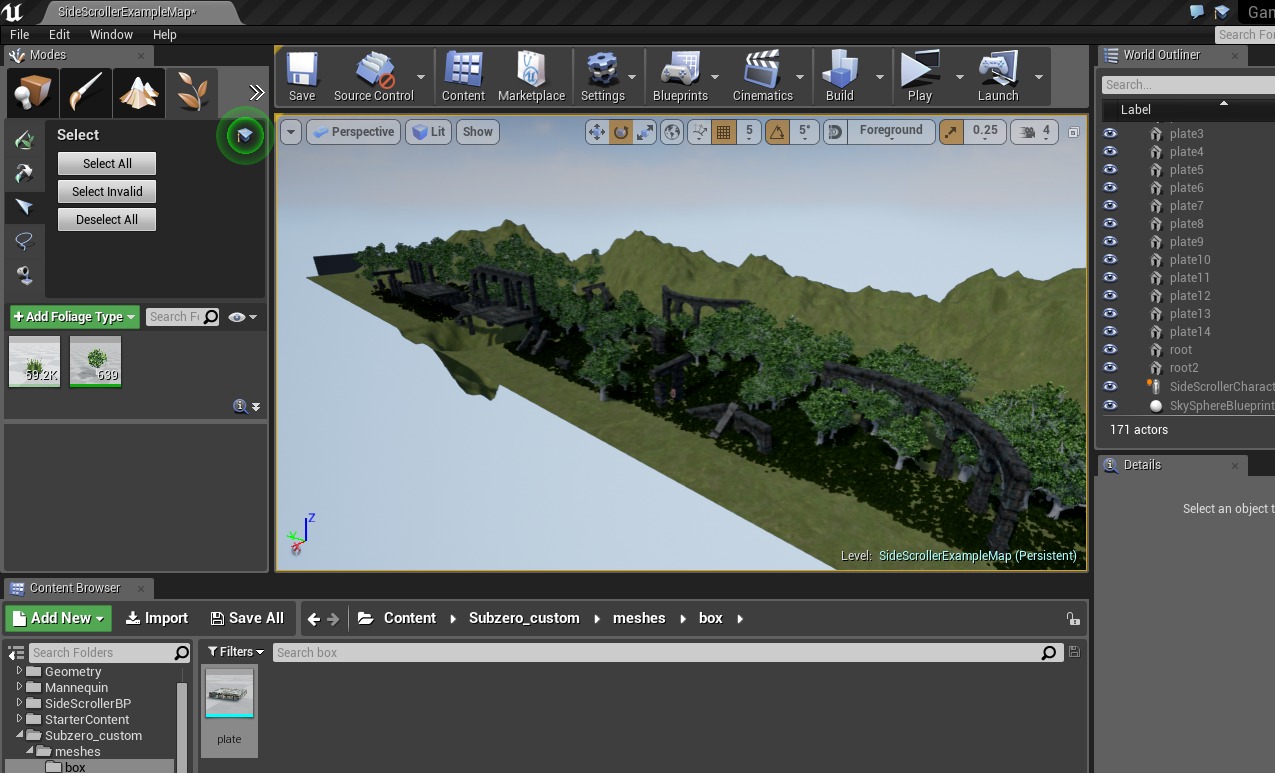 SideScrollerExampleMap*
Gam
File Edit Window Help
Search For
Modes
Save
Source Control
Content
Marketplace
Settings
Blueprints
Cinematics
Build
Play
Launch
World Outliner
Search...
Label
Select
Select All
Select Invalid
Deselect All
Perspective
Lit
Show
5
5°
Foreground
0.25
4
plate3
plate4
plate5
plate6
plate7
plate8
plate9
plate10
plate11
plate12
plate13
plate14
root
root2
SideScrollerCharact
SkySphereBlueprint
171 actors
+Add Foliage Type
Search F
59.2K
639
Details
Select an object t
Z
Level: SideScrollerExampleMap (Persistent)
Content Browser
Add New
Import
Save All
Content
Subzero_custom
meshes
box
Search Folders
Filters
Search box
Geometry
Mannequin
SideScrollerBP
StarterContent
Subzero_custom
meshes
box
plate